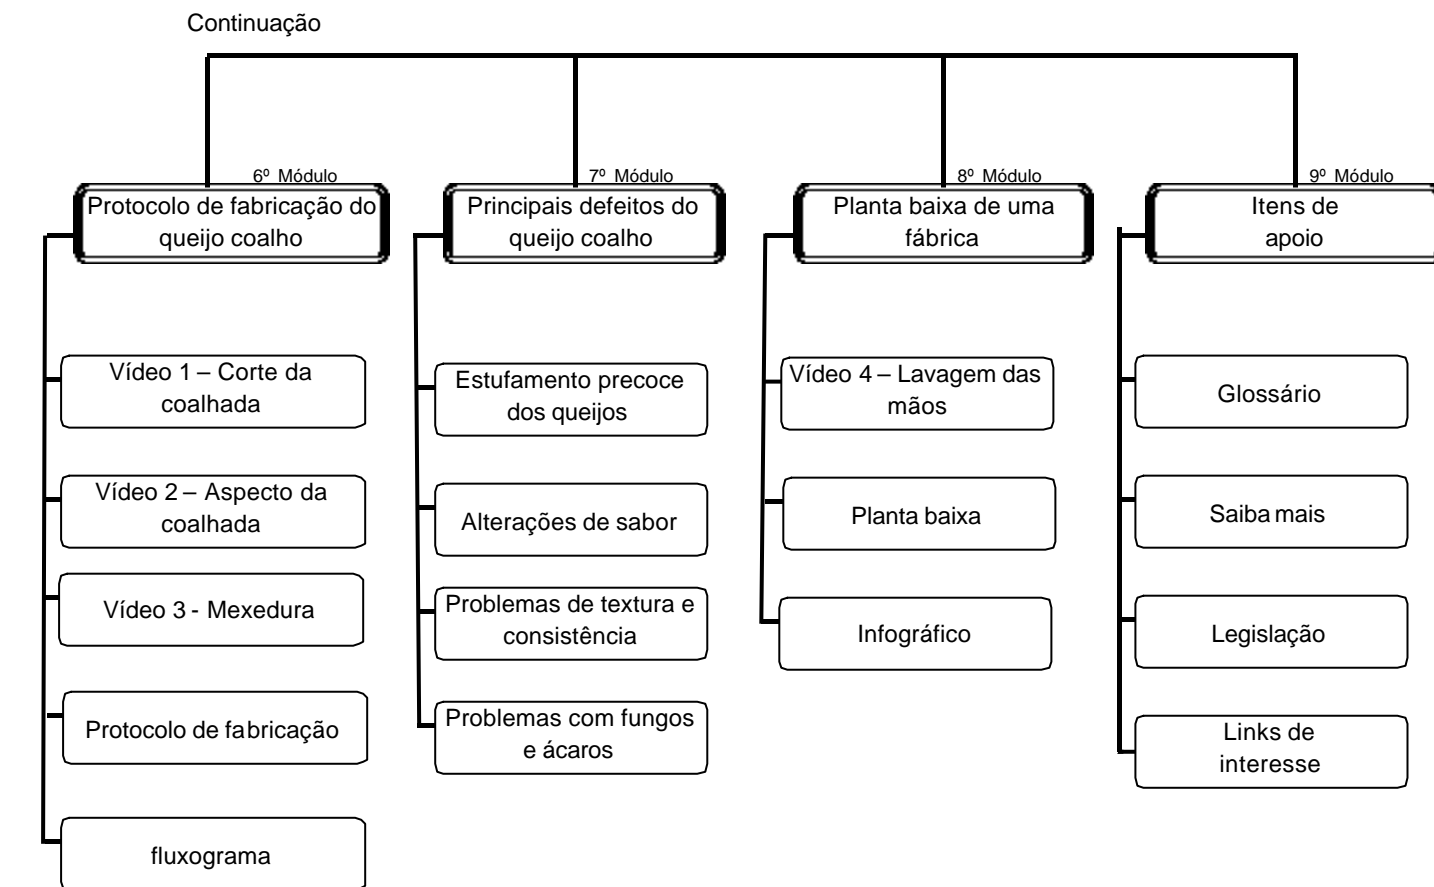 Continuação
6º Módulo
Protocolo de fabricação do
queijo coalho
Vídeo 1 – Corte da
coalhada
Vídeo 2 – Aspecto da
coalhada
Vídeo 3 - Mexedura
Protocolo de fabricação
fluxograma
7º Módulo
Principais defeitos do
queijo coalho
Estufamento precoce
dos queijos
Alterações de sabor
Problemas de textura e
consistência
Problemas com fungos
e ácaros
8º Módulo
Planta baixa de uma
fábrica
Vídeo 4 – Lavagem das
mãos
Planta baixa
Infográfico
9º Módulo
Itens de
apoio
Glossário
Saiba mais
Legislação
Links de
interesse